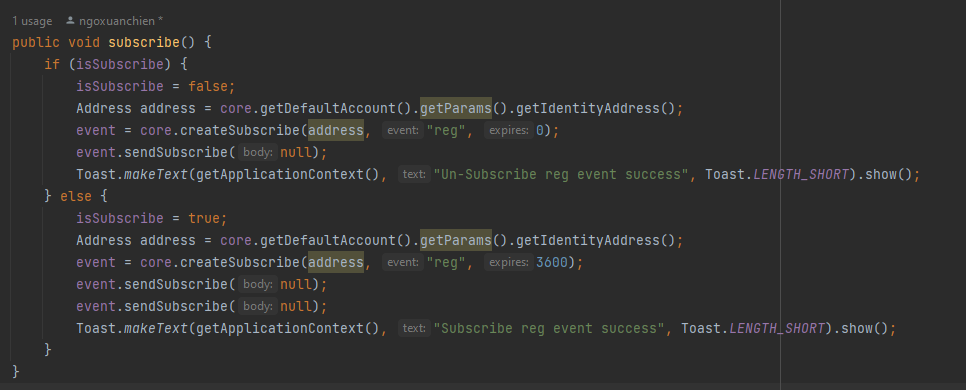 1 usage ngoxuanchien *
public void subscribe() {
if (isSubscribe) {
isSubscribe = false;
Address address = core.getDefaultAccount().getParams().getIdentityAddress();
event = core.createSubscribe(address, event: "reg", expires: 0);
event.sendSubscribe( body: null);
Toast.makeText(getApplicationContext(), text: "Un-Subscribe reg event success", Toast.LENGTH_SHORT).show();
} else {
isSubscribe = true;
Address address = core.getDefaultAccount().getParams().getIdentityAddress();
event = core.createSubscribe(address, event: "reg", expires: 3600);
event.sendSubscribe( body: null);
event.sendSubscribe( body: null);
Toast.makeText(getApplicationContext(), text: "Subscribe reg event success", Toast.LENGTH_SHORT).show();
}
}